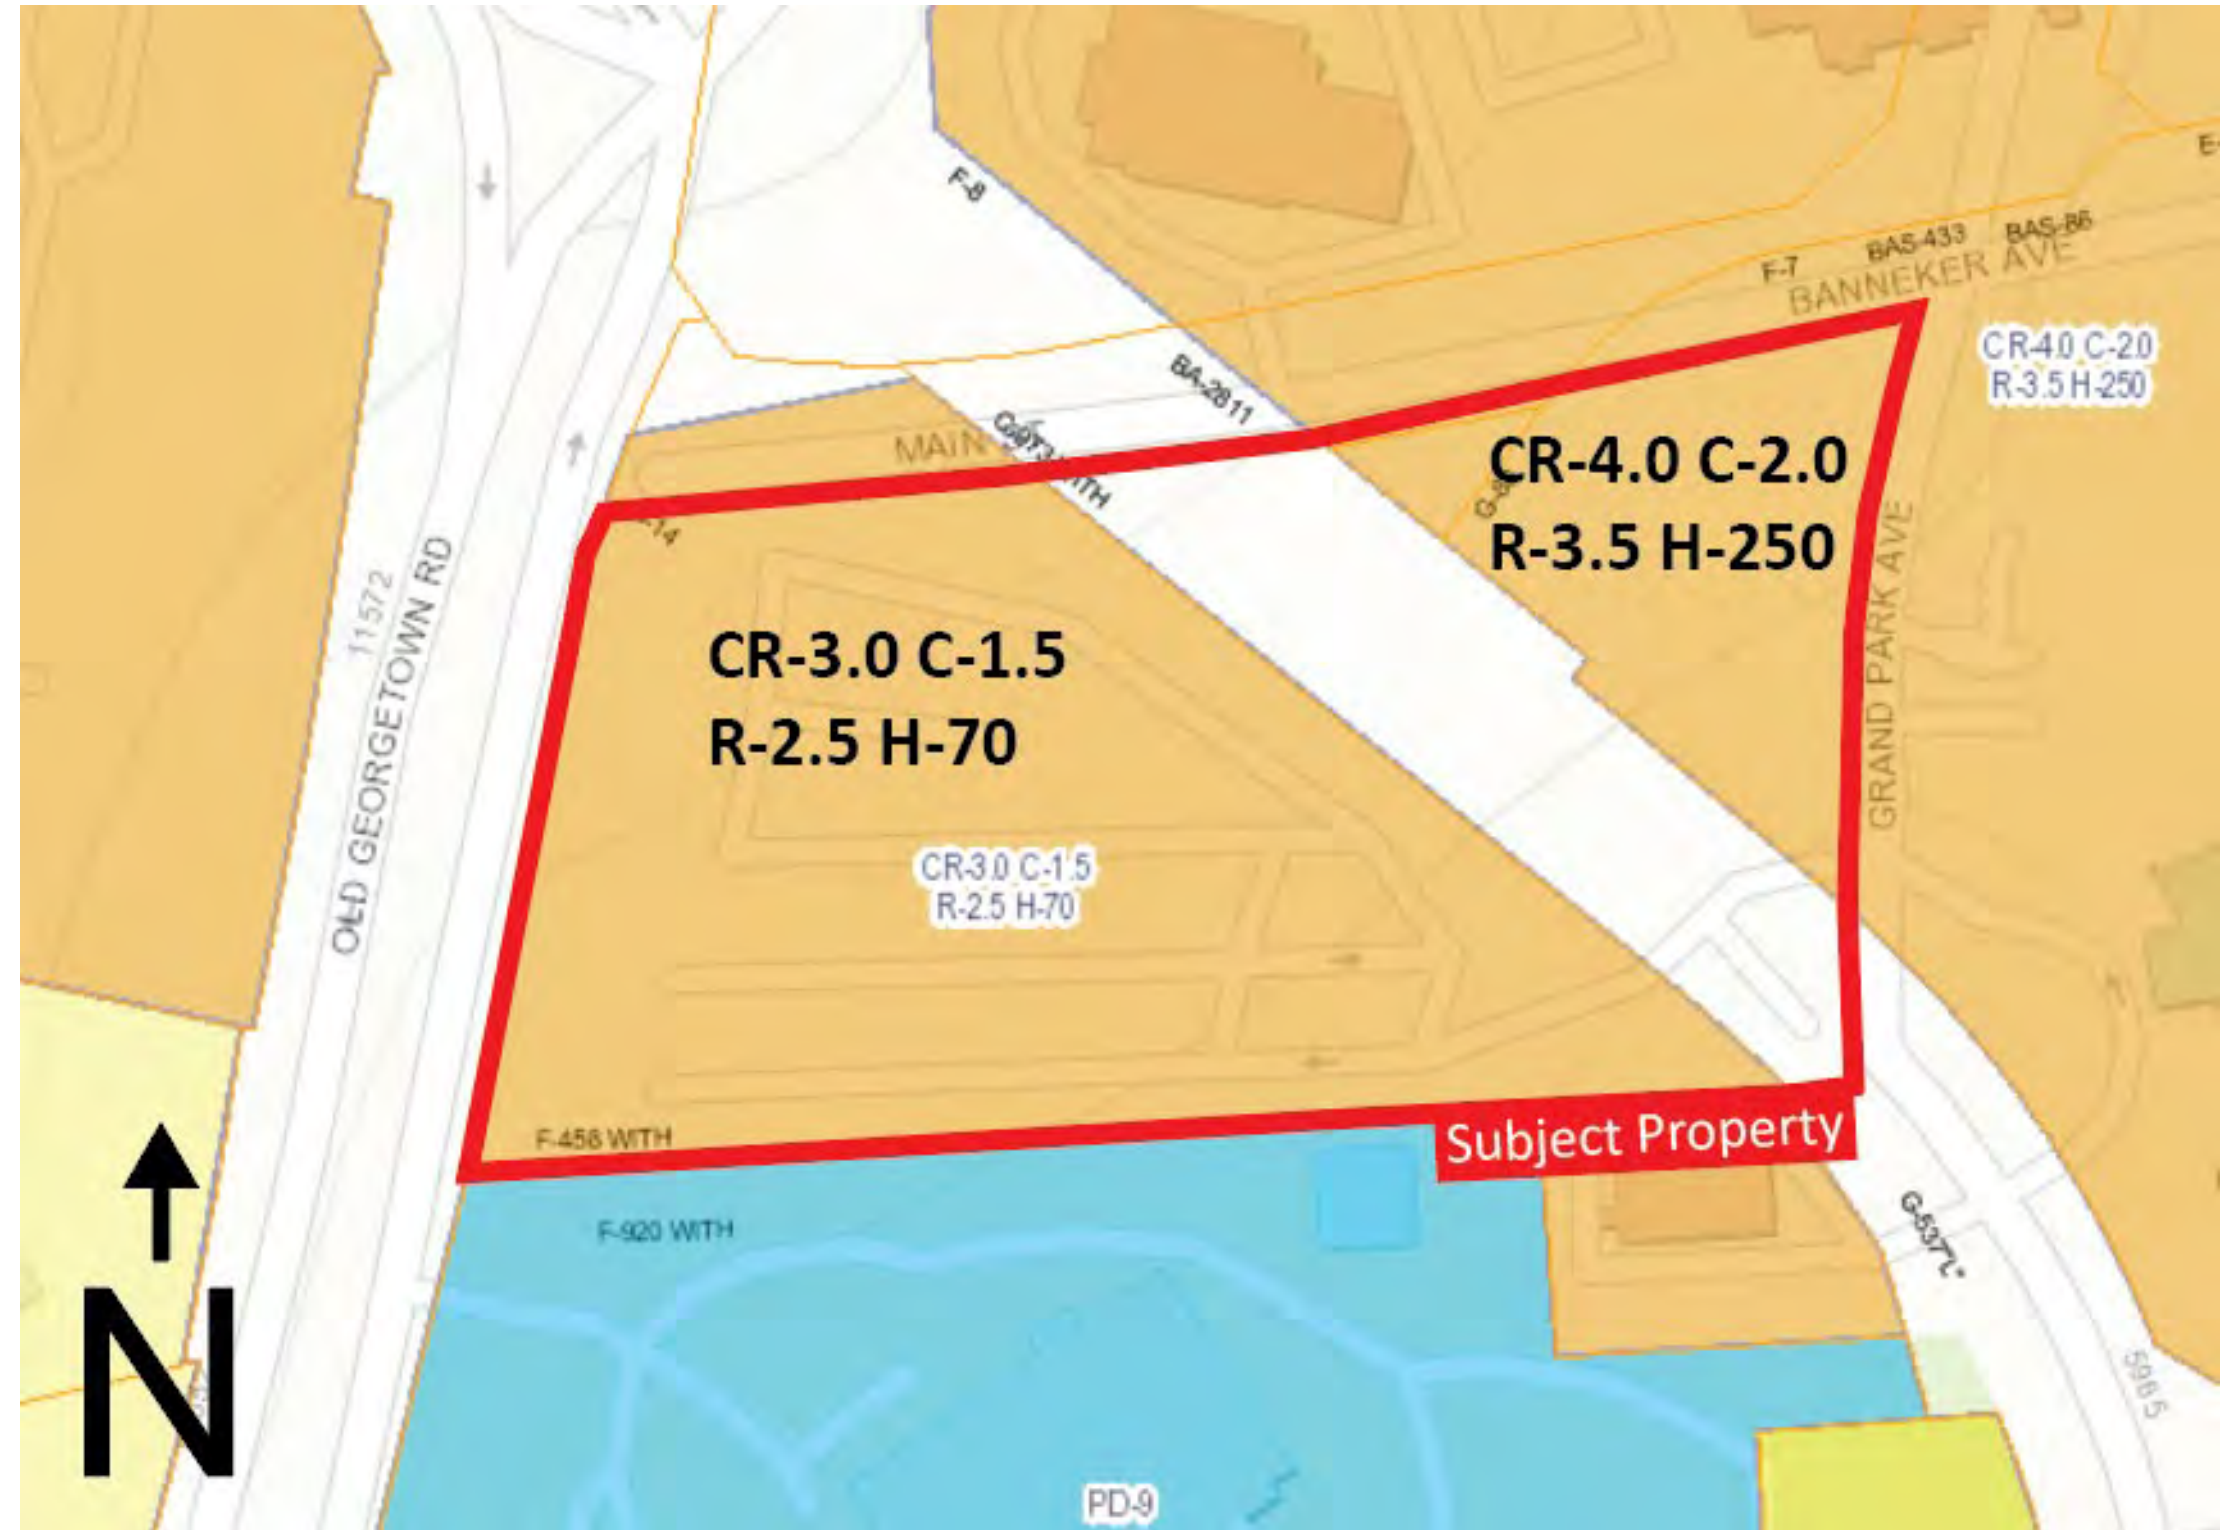 F-8
BAS-433
BAS-86
F-7
BANNEKER AVE
CR-4.0 C-2.0
R-3.5 H-250
BA-2811
MAIN
CR-4.0 C-2.0
R-3.5 H-250
11572
OLD GEORGETOWN RD
CR-3.0 C-1.5
R-2.5 H-70
GRAND PARK AVE
CR-3.0 C-1.5
R-2.5 H-70
F-458 WITH
Subject Property
F-920 WITH
N
5985
PD-9